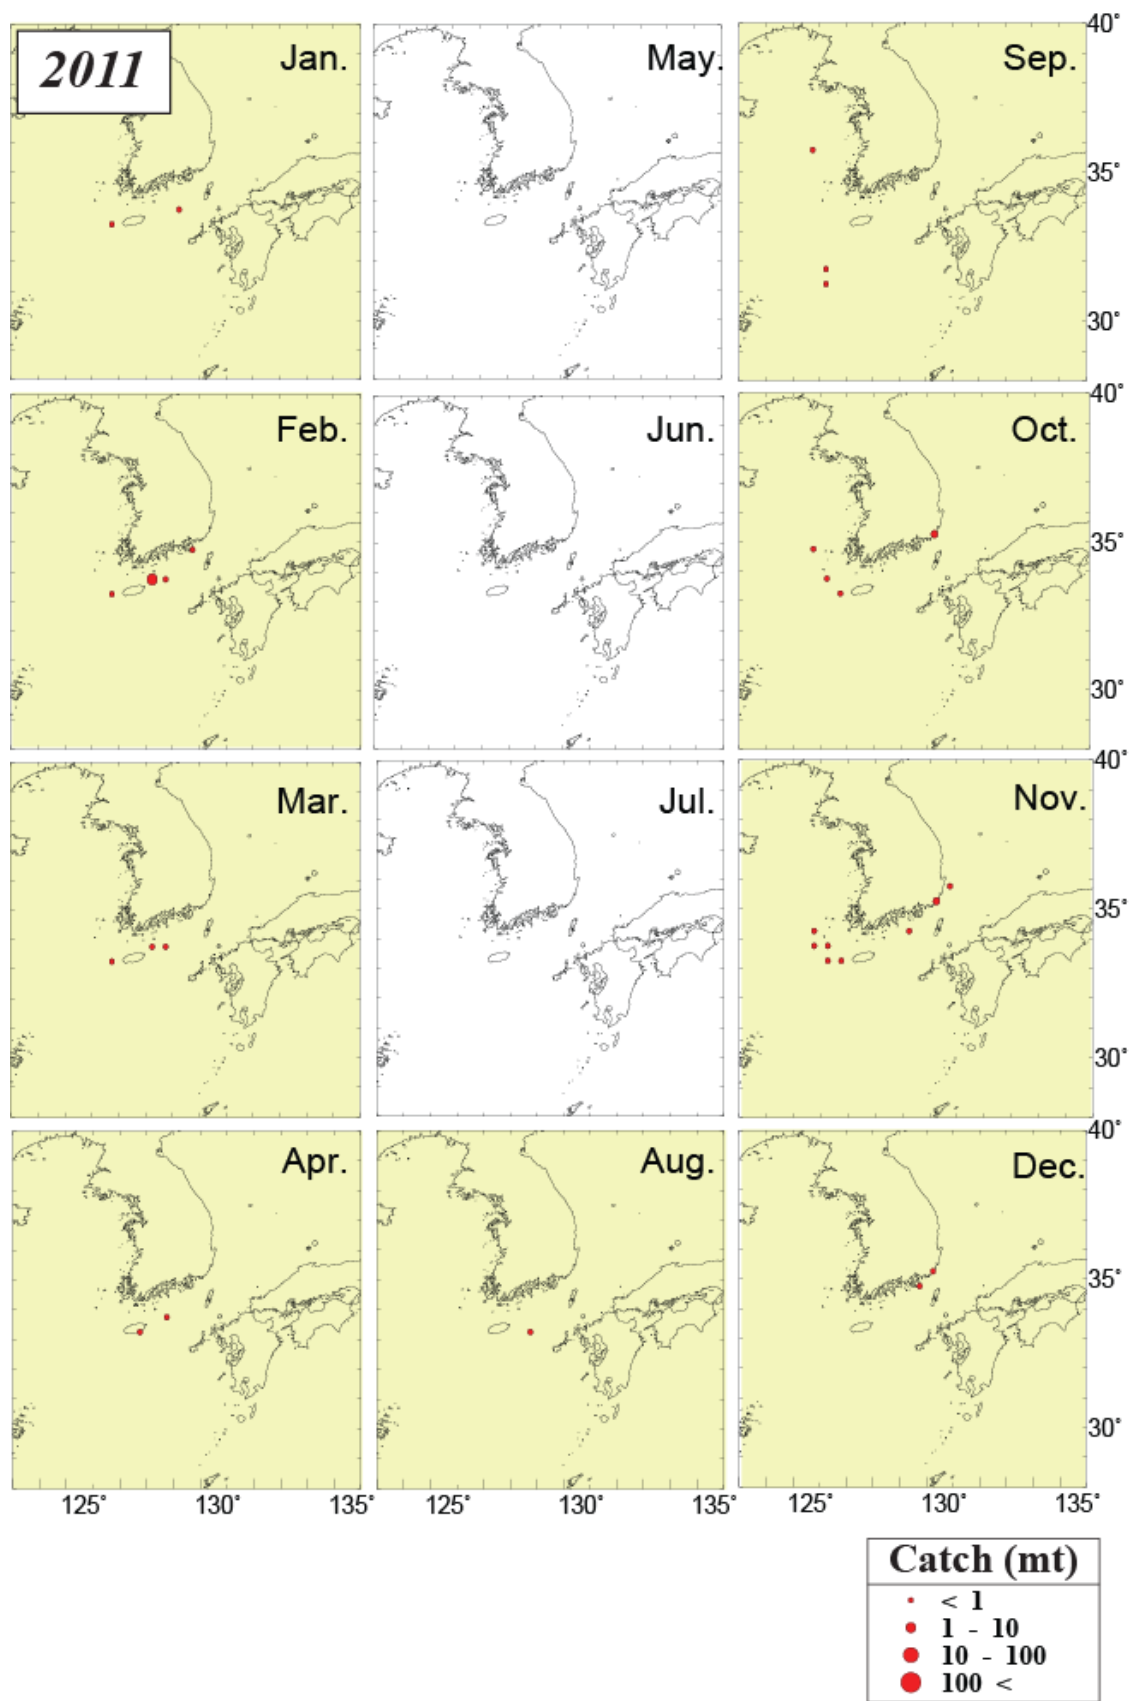 2011
Jan.
May.
Sep.
40°
35°
30°
Feb.
Jun.
Oct.
40°
35°
30°
Mar.
Jul.
Nov.
40°
35°
30°
Apr.
Aug.
Dec.
40°
35°
30°
125° 130° 135° 125° 130° 135° 125° 130° 135°
Catch (mt)
< 1
1 - 10
10 - 100
100 <